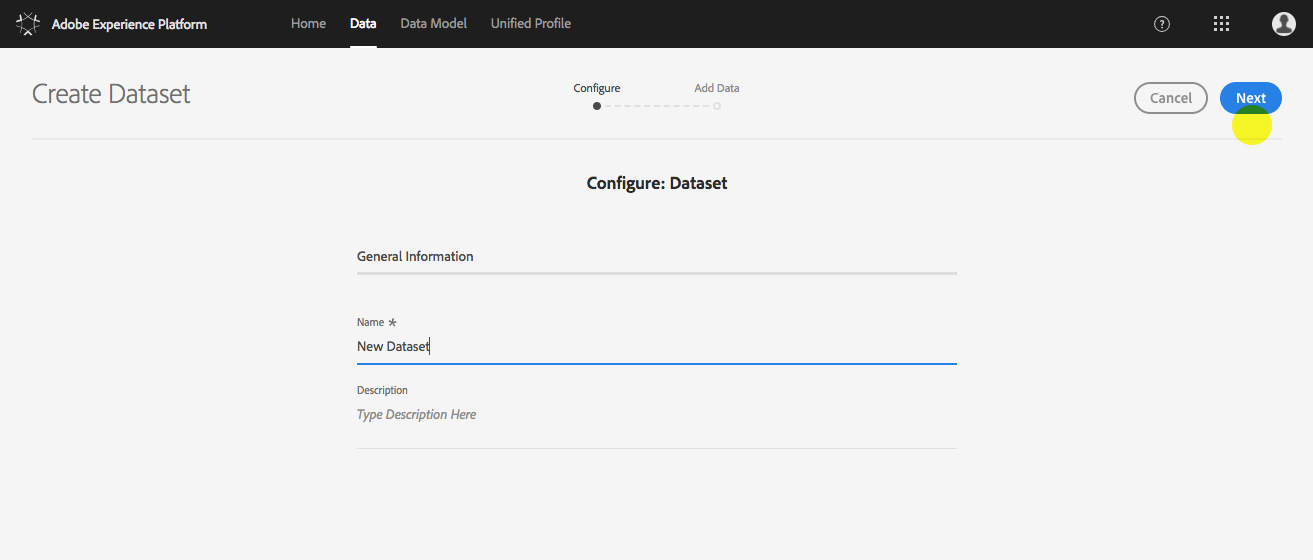 Adobe Experience Platform Home Data Data Model Unified Profile ?
Create Dataset
Configure Add Data
Cancel Next
Configure: Dataset
General Information
Name *
New Dataset
Description
Type Description Here